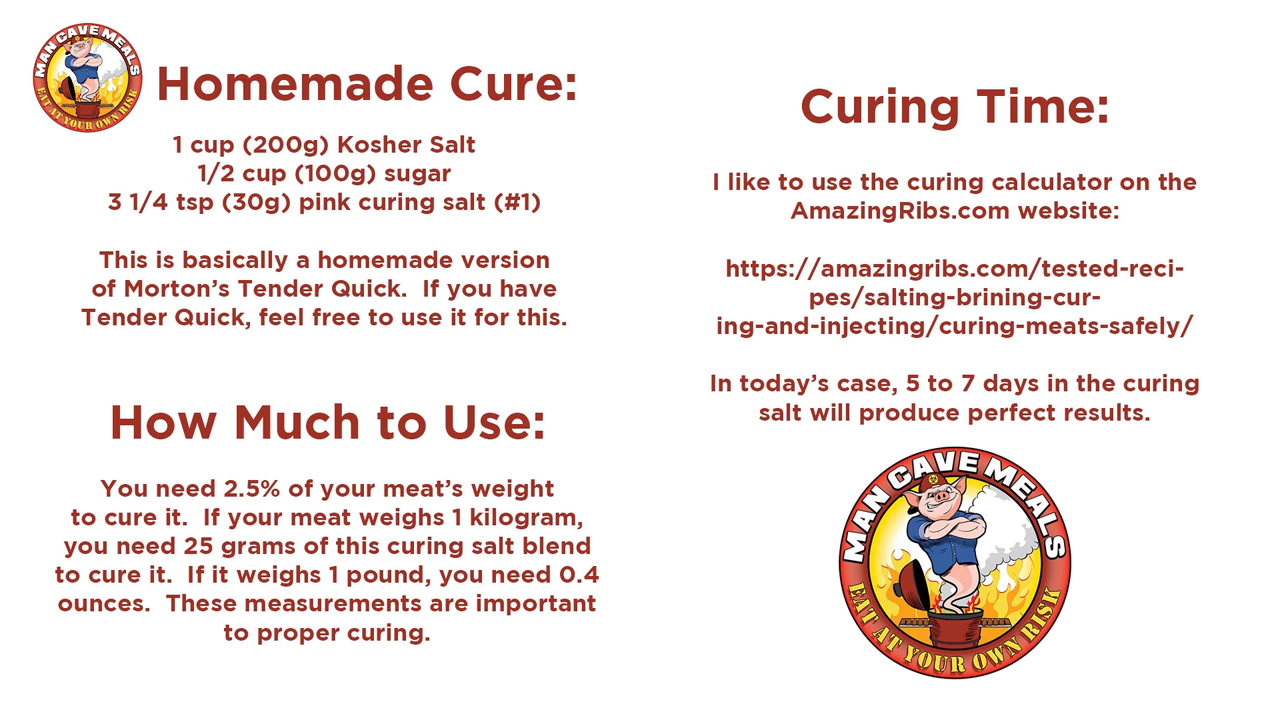 MAN CAVE MEALS
EAT AT YOUR OWN RISK
Homemade Cure:
1 cup (200g) Kosher Salt
1/2 cup (100g) sugar
3 1/4 tsp (30g) pink curing salt (#1)
This is basically a homemade version
of Morton’s Tender Quick.  If you have
Tender Quick, feel free to use it for this.
How Much to Use:
You need 2.5% of your meat’s weight
to cure it.  If your meat weighs 1 kilogram,
you need 25 grams of this curing salt blend
to cure it.  If it weighs 1 pound, you need 0.4
ounces.  These measurements are important
to proper curing.
Curing Time:
I like to use the curing calculator on the
AmazingRibs.com website:
https://amazingribs.com/tested-reci-
pes/salting-brining-cur-
ing-and-injecting/curing-meats-safely/
In today’s case, 5 to 7 days in the curing
salt will produce perfect results.
MAN CAVE MEALS
EAT AT YOUR OWN RISK